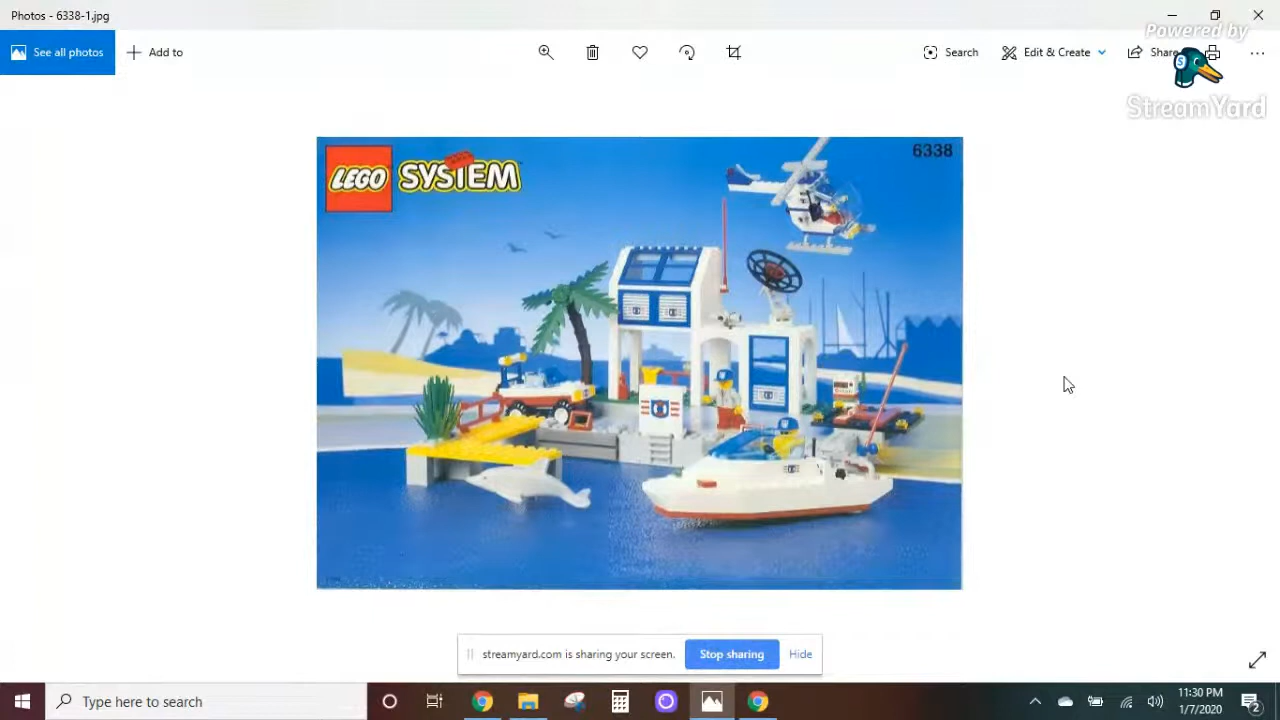 Photos - 6338-1.jpg
Powered by
See all photos
Add to
Search
Edit & Create
Share
StreamYard
LEGO SYSTEM
6338
streamyard.com is sharing your screen.
Stop sharing
Hide
Type here to search
11:30 PM
1/7/2020
2